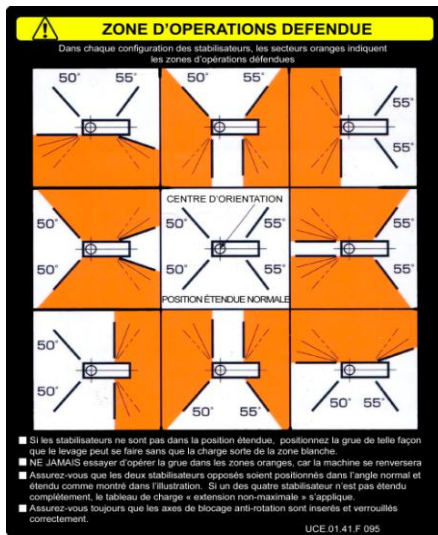 ZONE D'OPERATIONS DEFENDUE
Dans chaque configuration des stabilisateurs, les secteurs oranges indiquent
les zones d'opérations défendues
50° 55°
50° 55°
55°
55°
50°
50°
CENTRE D'ORIENTATION
50° 55°
50° 55°
POSITION ÉTENDUE NORMALE
55°
55°
50°
50°
50° 55°
50° 55°
Si les stabilisateurs ne sont pas dans la position étendue, positionnez la grue de telle façon
que le levage peut se faire sans que la charge sorte de la zone blanche.
NE JAMAIS essayer d'opérer la grue dans les zones oranges, car la machine se renversera
Assurez-vous que les deux stabilisateurs opposés soient positionnés dans l'angle normal et
étendu comme montré dans l'illustration. Si un des quatre stabilisateur n'est pas étendu
complètement, le tableau de charge « extension non-maximale » s'applique.
Assurez-vous toujours que les axes de blocage anti-rotation sont insérés et verrouillés
correctement.
UCE.01.41.F 095